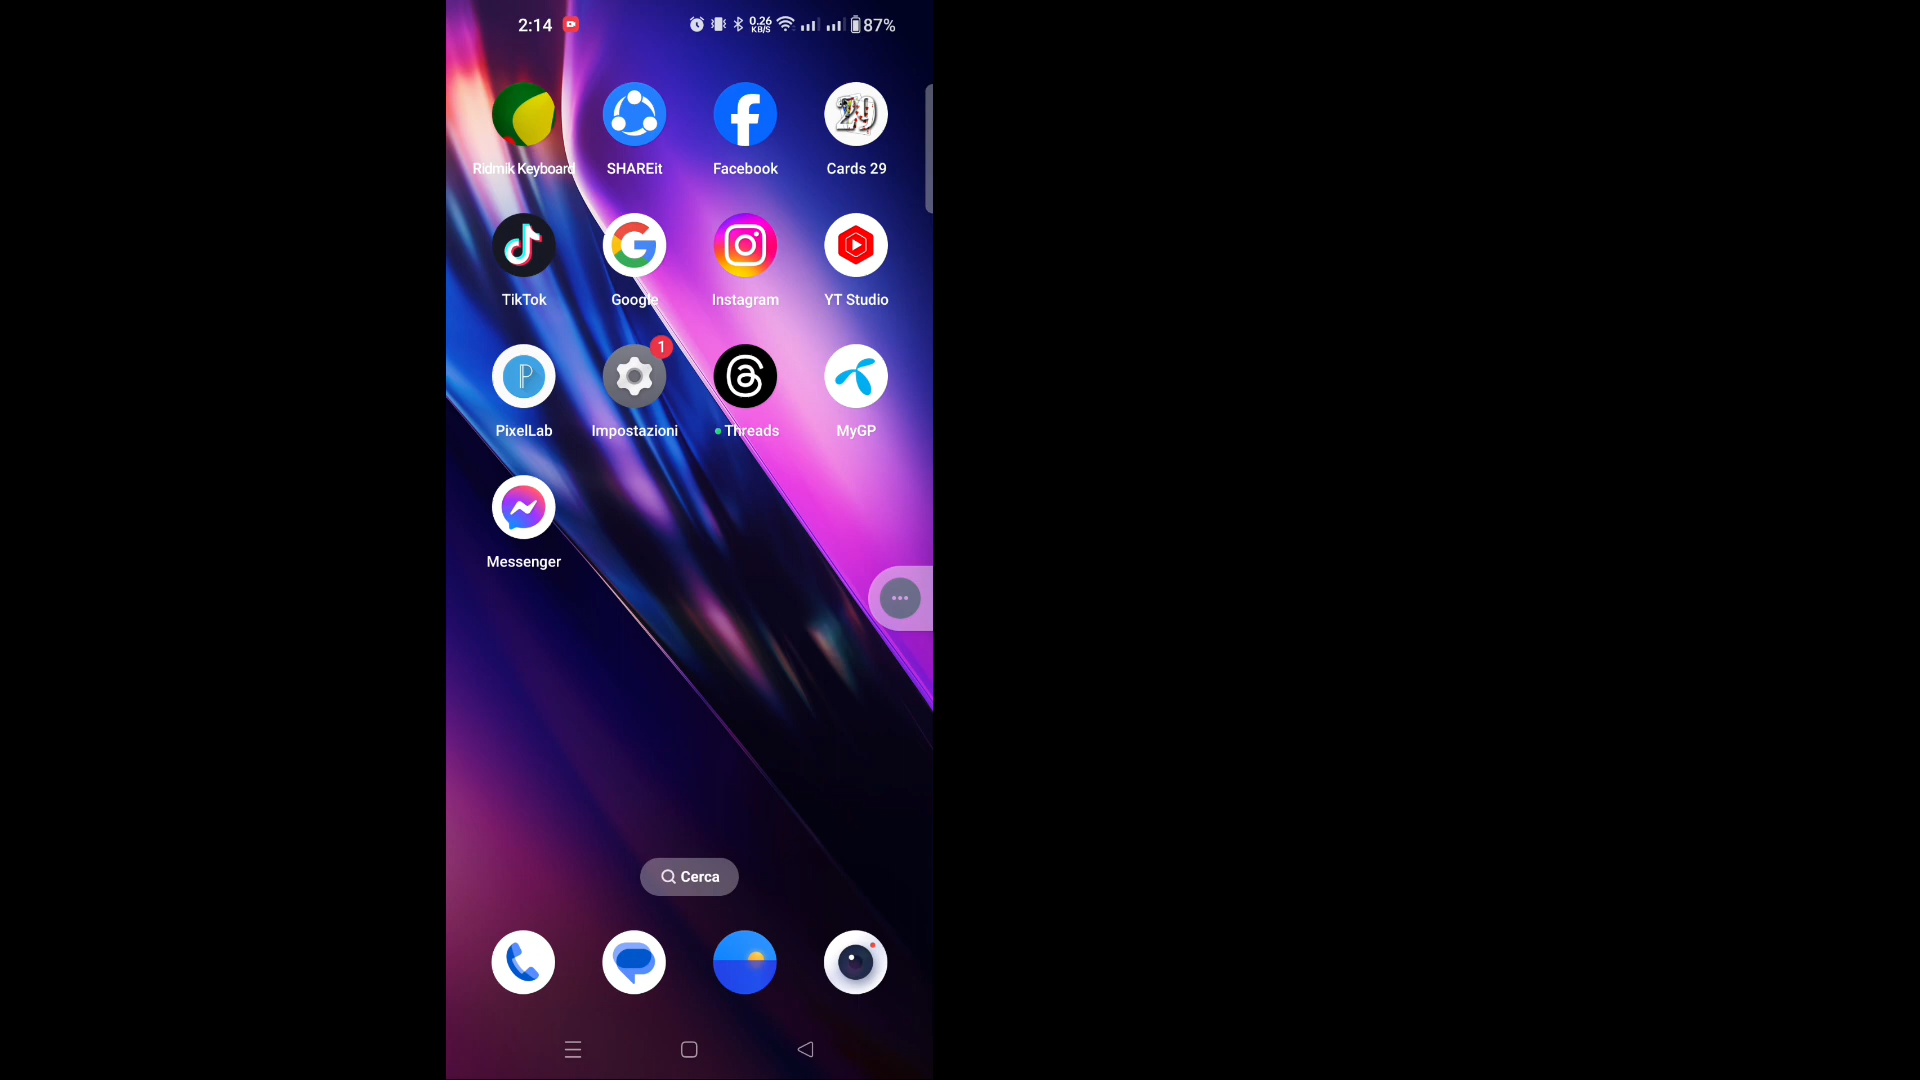 2:14 0.26 KB/S 87%
Ridmik Keyboard SHAREit Facebook Cards 29
TikTok Google Instagram YT Studio
1
PixelLab Impostazioni Threads MyGP
Messenger
Cerca